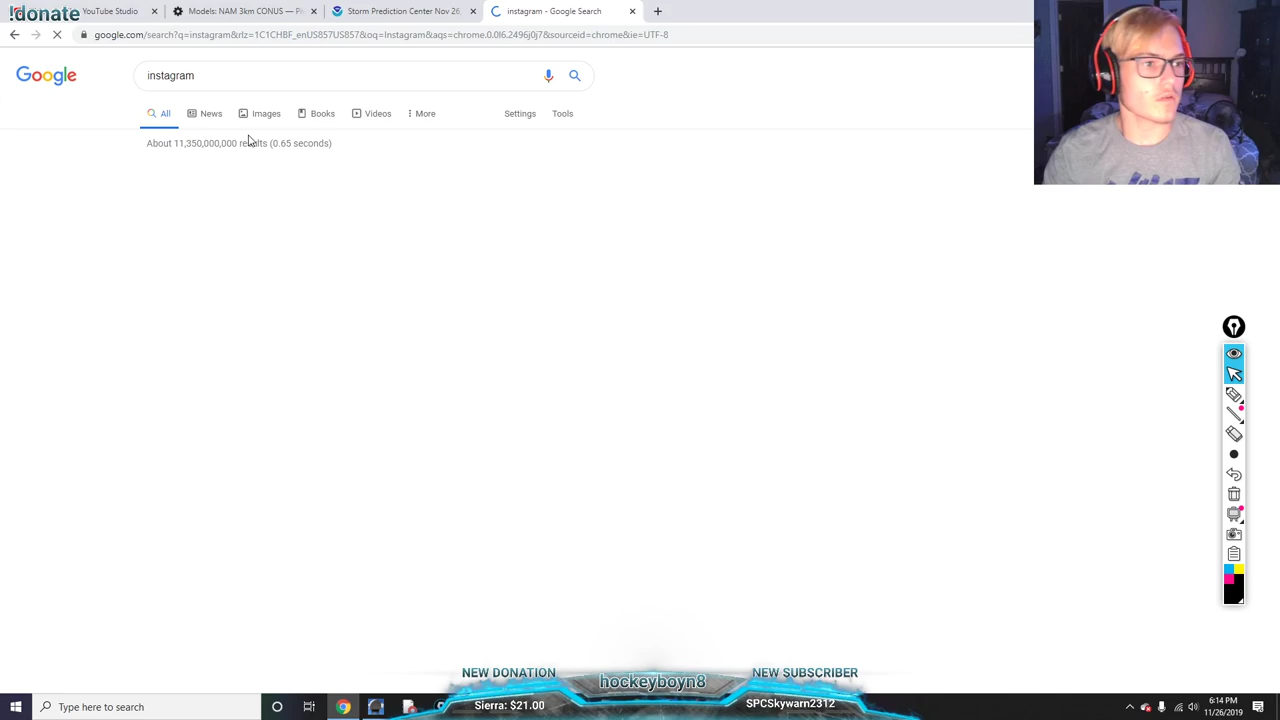 !donate
YouTube Studio
Models: NAM 3km CONUS — Pi
Storm Prediction Center Nov 26,
instagram - Google Search
google.com/search?q=instagram&rlz=1C1CHBF_enUS857US857&oq=Instagram&aqs=chrome.0.0l6.2496j0j7&sourceid=chrome&ie=UTF-8
Google
instagram
All
News
Images
Books
Videos
More
Settings
Tools
About 11,350,000,000 results (0.65 seconds)
NEW DONATION
hockeyboyn8
NEW SUBSCRIBER
Sierra: $21.00
SPCSkywarn2312
Type here to search
6:14 PM
11/26/2019